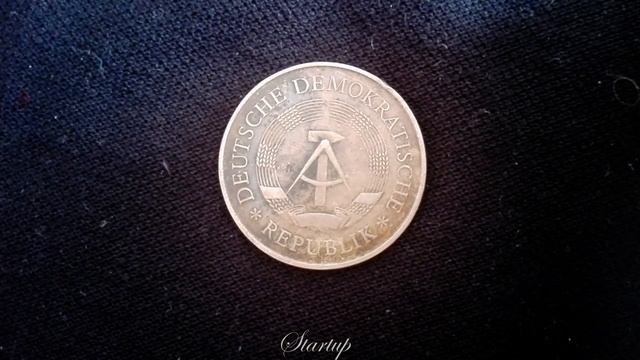 DEUTSCHE DEMOKRATISCHE
* REPUBLIK *
Startup